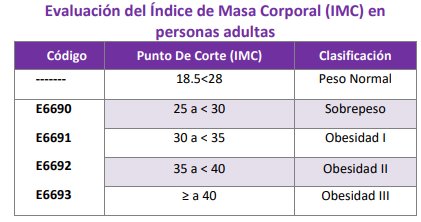 Evaluación del Índice de Masa Corporal (IMC) en
personas adultas
Código Punto De Corte (IMC) Clasificación
------- 18.5<28 Peso Normal
E6690 25 a < 30 Sobrepeso
E6691 30 a < 35 Obesidad I
E6692 35 a < 40 Obesidad II
E6693 ≥ a 40 Obesidad III